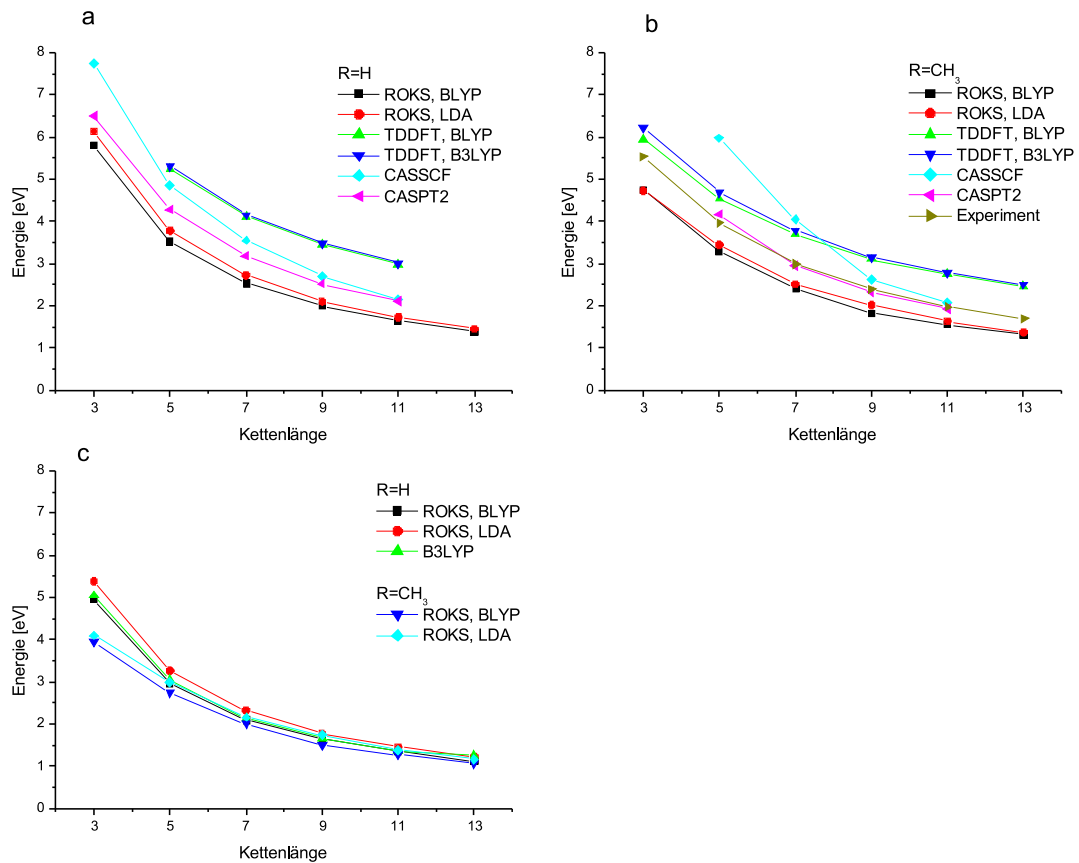 a
8
7
6
5
4
3
2
1
0
Energie [eV]
R=H
ROKS, BLYP
ROKS, LDA
TDDFT, BLYP
TDDFT, B3LYP
CASSCF
CASPT2
3 5 7 9 11 13
Kettenlänge
b
8
7
6
5
4
3
2
1
0
Energie [eV]
R=CH3
ROKS, BLYP
ROKS, LDA
TDDFT, BLYP
TDDFT, B3LYP
CASSCF
CASPT2
Experiment
3 5 7 9 11 13
Kettenlänge
c
8
7
6
5
4
3
2
1
0
Energie [eV]
R=H
ROKS, BLYP
ROKS, LDA
B3LYP
R=CH3
ROKS, BLYP
ROKS, LDA
3 5 7 9 11 13
Kettenlänge